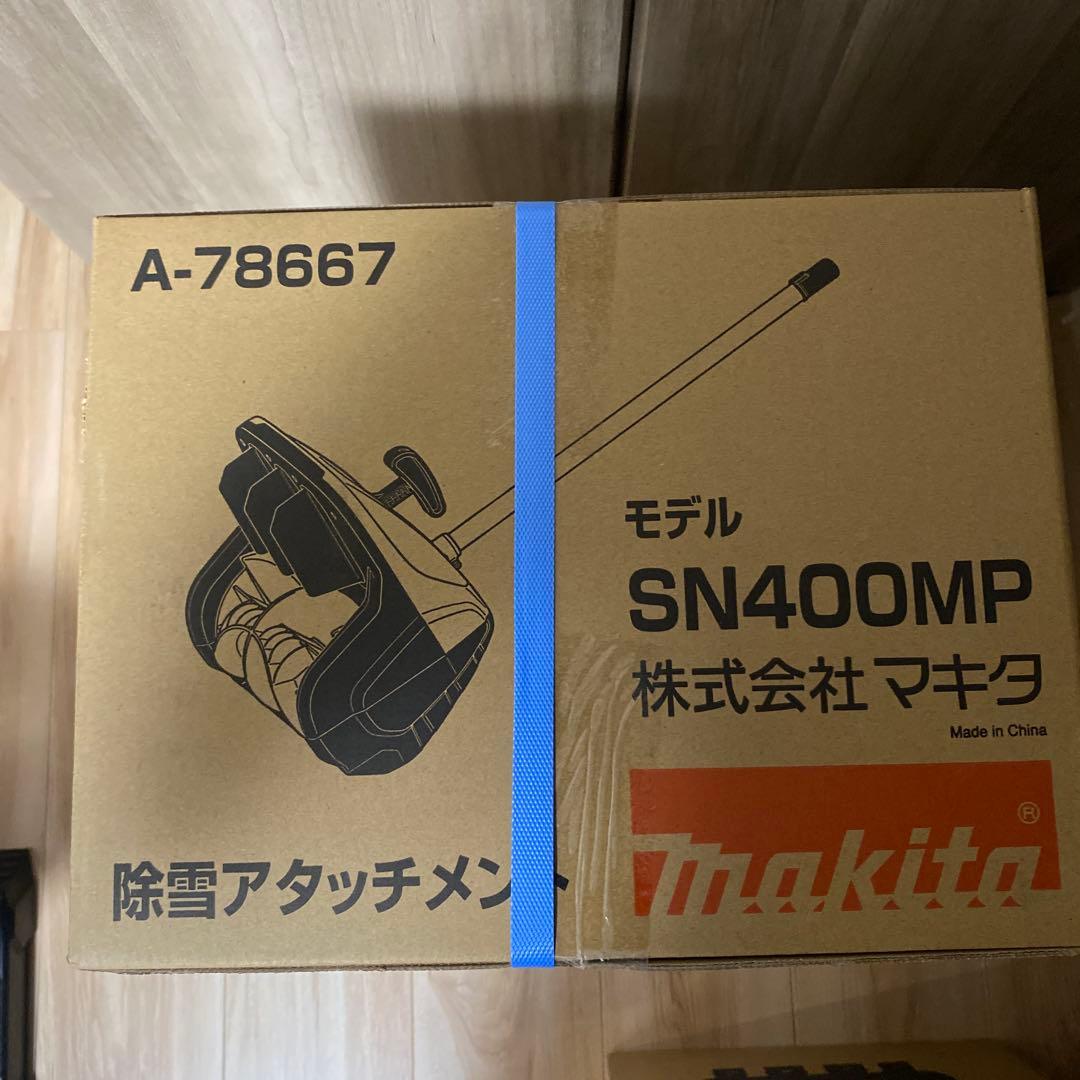 A-78667
モデル
SN400MP
株式会社マキタ
Made in China
makita®
除雪アタッチメント